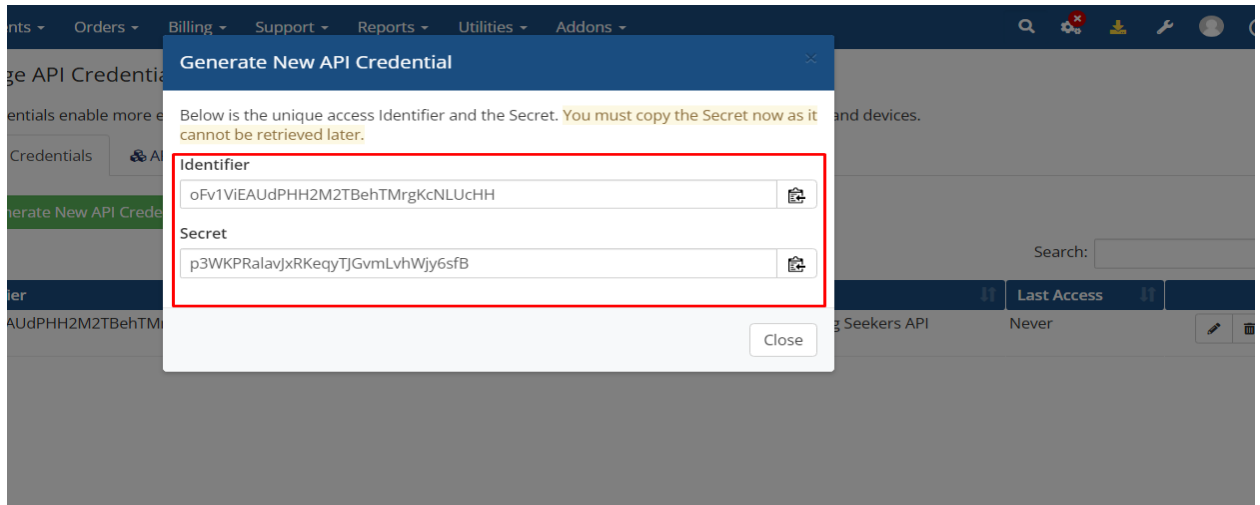 nts Orders Billing Support Reports Utilities Addons
Generate New API Credential
ge API Credentia
Below is the unique access Identifier and the Secret. You must copy the Secret now as it
cannot be retrieved later.
entials enable more e
and devices.
Credentials
AI
Identifier
oFv1ViEAUdPHH2M2TBehTMrgKcNLUcHH
nerate New API Crede
Secret
p3WKPRalavJxRKeqyTJGvmLvhWjy6sfB
Search:
ier
Last Access
AUdPHH2M2TBehTMr
g Seekers API
Never
Close